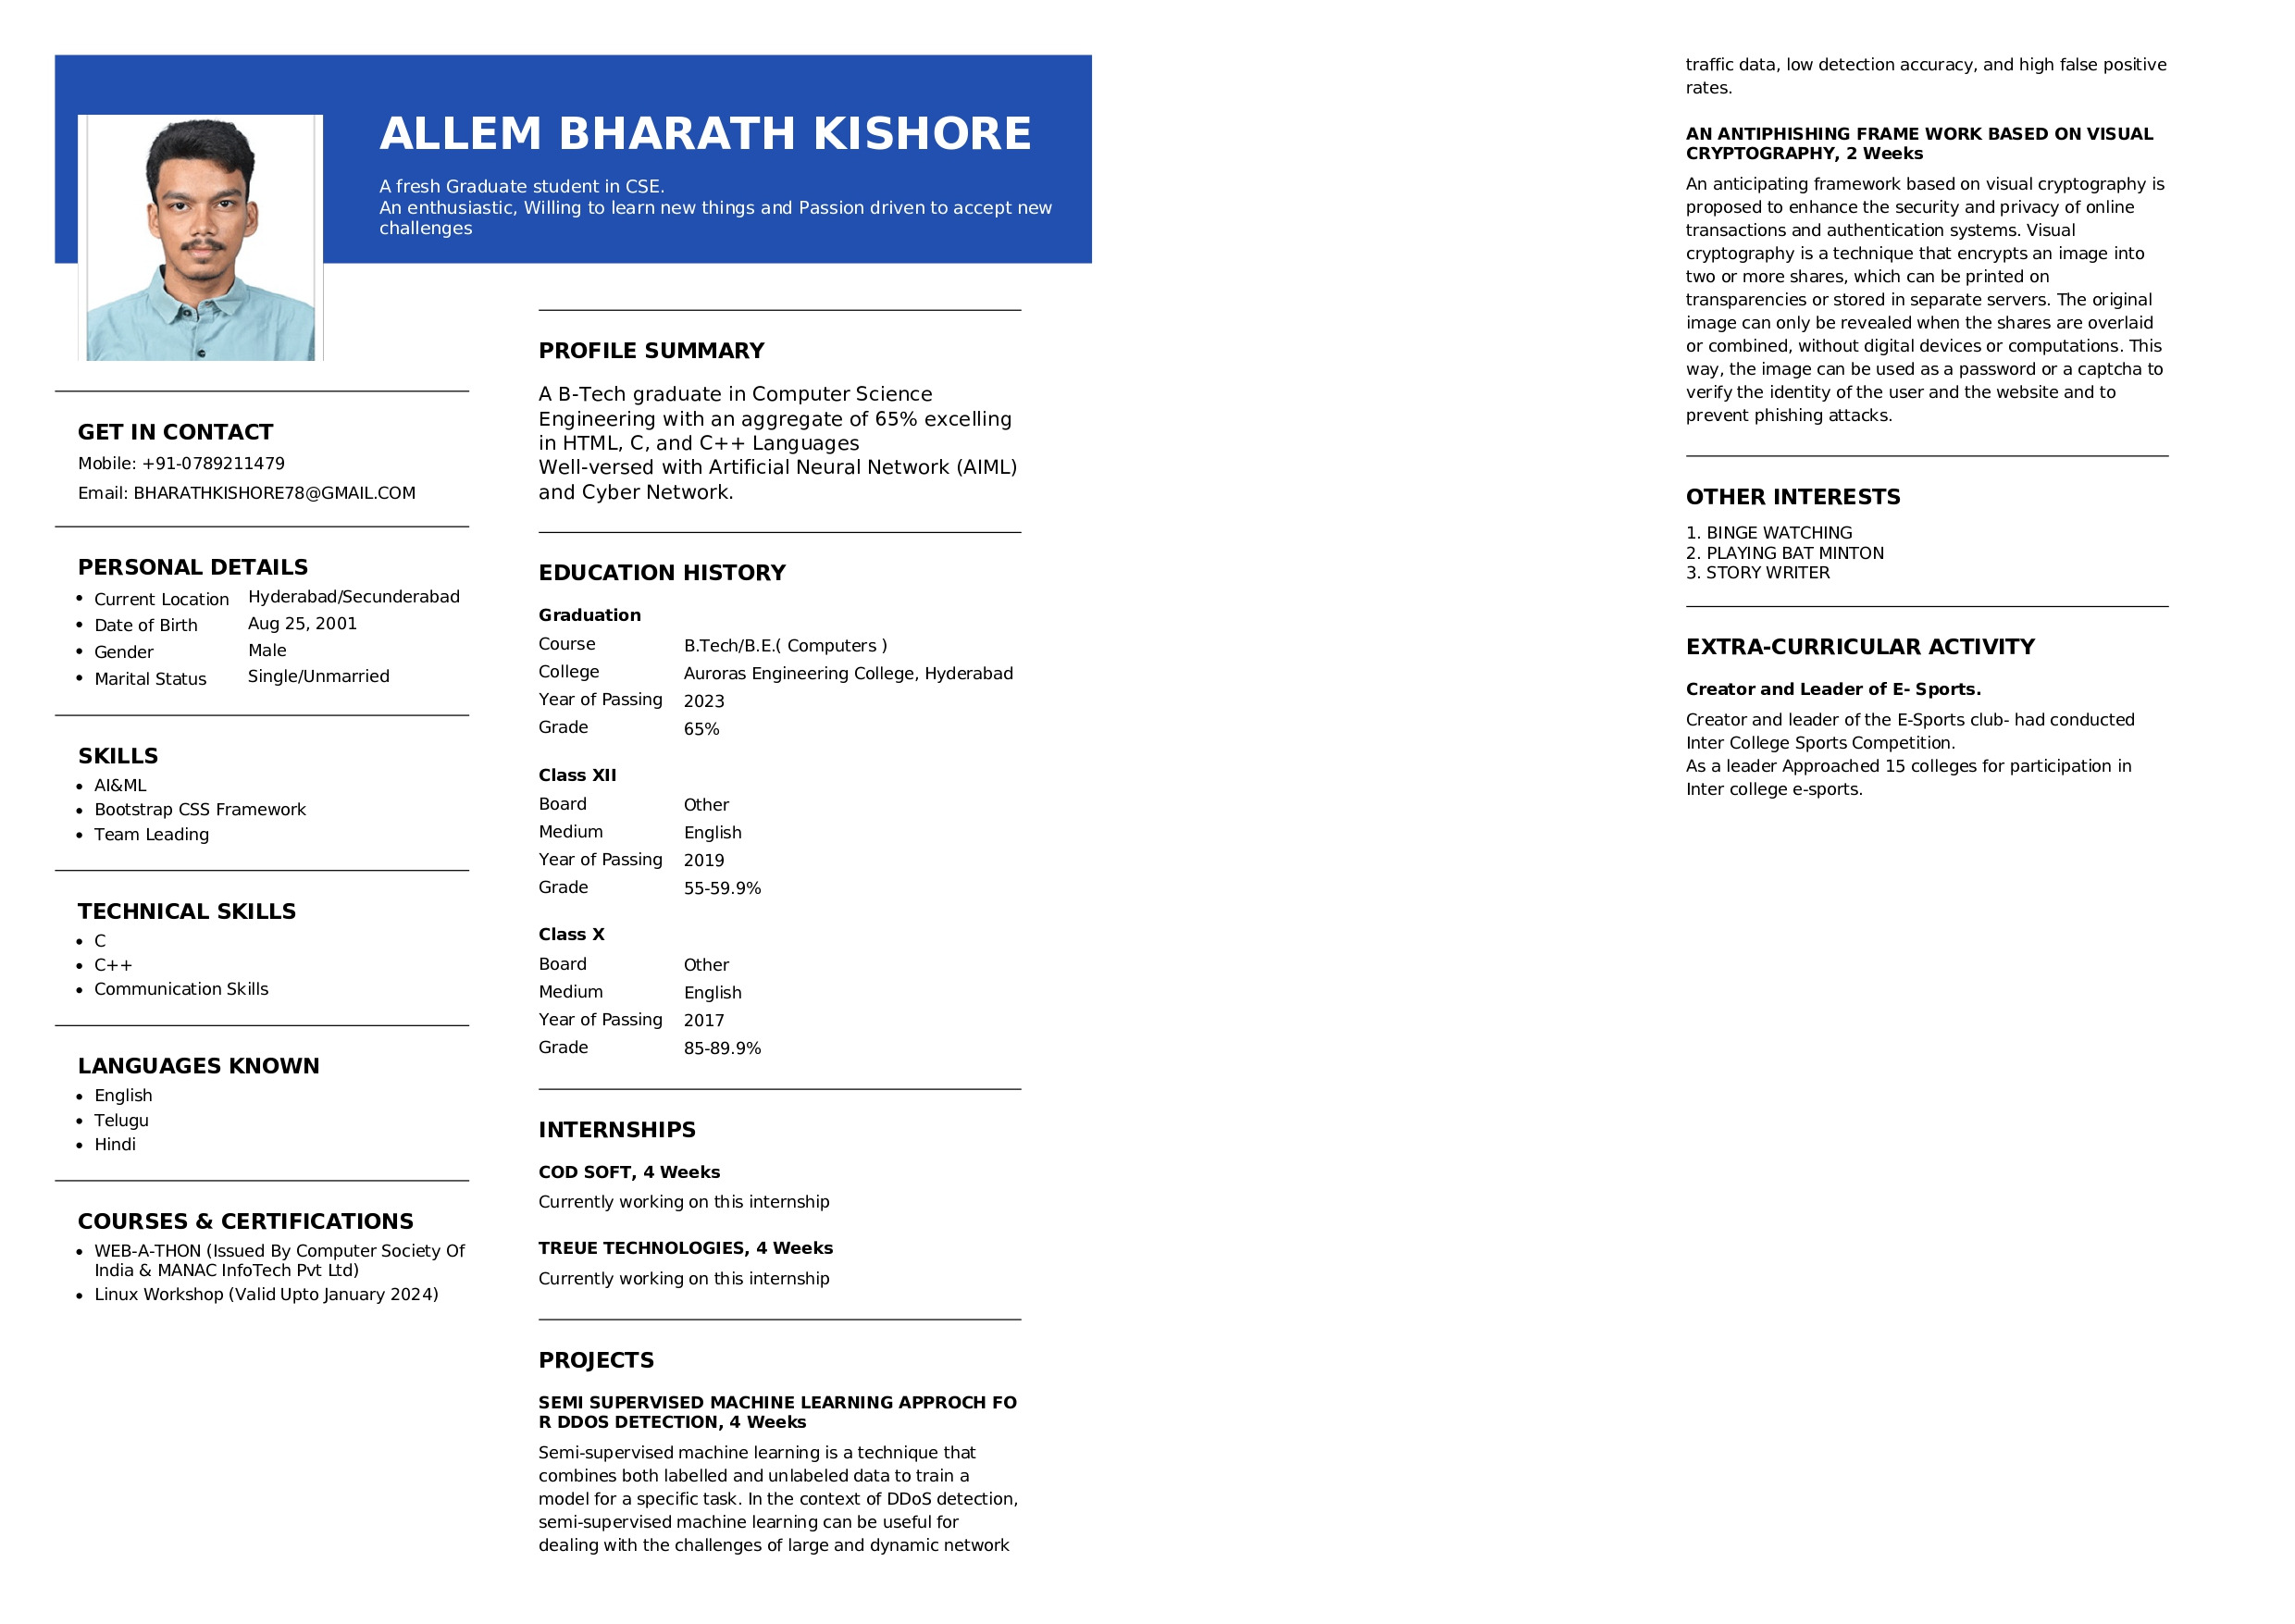 ALLEM BHARATH KISHORE
A fresh Graduate student in CSE.
An enthusiastic, Willing to learn new things and Passion driven to accept new
challenges
GET IN CONTACT
Mobile: +91-0789211479
Email: BHARATHKISHORE78@GMAIL.COM
PERSONAL DETAILS
• Current Location Hyderabad/Secunderabad
• Date of Birth Aug 25, 2001
• Gender Male
• Marital Status Single/Unmarried
SKILLS
• AI&ML
• Bootstrap CSS Framework
• Team Leading
TECHNICAL SKILLS
• C
• C++
• Communication Skills
LANGUAGES KNOWN
• English
• Telugu
• Hindi
COURSES & CERTIFICATIONS
• WEB-A-THON (Issued By Computer Society Of
India & MANAC InfoTech Pvt Ltd)
• Linux Workshop (Valid Upto January 2024)
PROFILE SUMMARY
A B-Tech graduate in Computer Science
Engineering with an aggregate of 65% excelling
in HTML, C, and C++ Languages
Well-versed with Artificial Neural Network (AIML)
and Cyber Network.
EDUCATION HISTORY
Graduation
Course B.Tech/B.E.( Computers )
College Auroras Engineering College, Hyderabad
Year of Passing 2023
Grade 65%
Class XII
Board Other
Medium English
Year of Passing 2019
Grade 55-59.9%
Class X
Board Other
Medium English
Year of Passing 2017
Grade 85-89.9%
INTERNSHIPS
COD SOFT, 4 Weeks
Currently working on this internship
TREUE TECHNOLOGIES, 4 Weeks
Currently working on this internship
PROJECTS
SEMI SUPERVISED MACHINE LEARNING APPROCH FO
R DDOS DETECTION, 4 Weeks
Semi-supervised machine learning is a technique that
combines both labelled and unlabeled data to train a
model for a specific task. In the context of DDoS detection,
semi-supervised machine learning can be useful for
dealing with the challenges of large and dynamic network
traffic data, low detection accuracy, and high false positive
rates.
AN ANTIPHISHING FRAME WORK BASED ON VISUAL
CRYPTOGRAPHY, 2 Weeks
An anticipating framework based on visual cryptography is
proposed to enhance the security and privacy of online
transactions and authentication systems. Visual
cryptography is a technique that encrypts an image into
two or more shares, which can be printed on
transparencies or stored in separate servers. The original
image can only be revealed when the shares are overlaid
or combined, without digital devices or computations. This
way, the image can be used as a password or a captcha to
verify the identity of the user and the website and to
prevent phishing attacks.
OTHER INTERESTS
1. BINGE WATCHING
2. PLAYING BAT MINTON
3. STORY WRITER
EXTRA-CURRICULAR ACTIVITY
Creator and Leader of E- Sports.
Creator and leader of the E-Sports club- had conducted
Inter College Sports Competition.
As a leader Approached 15 colleges for participation in
Inter college e-sports.